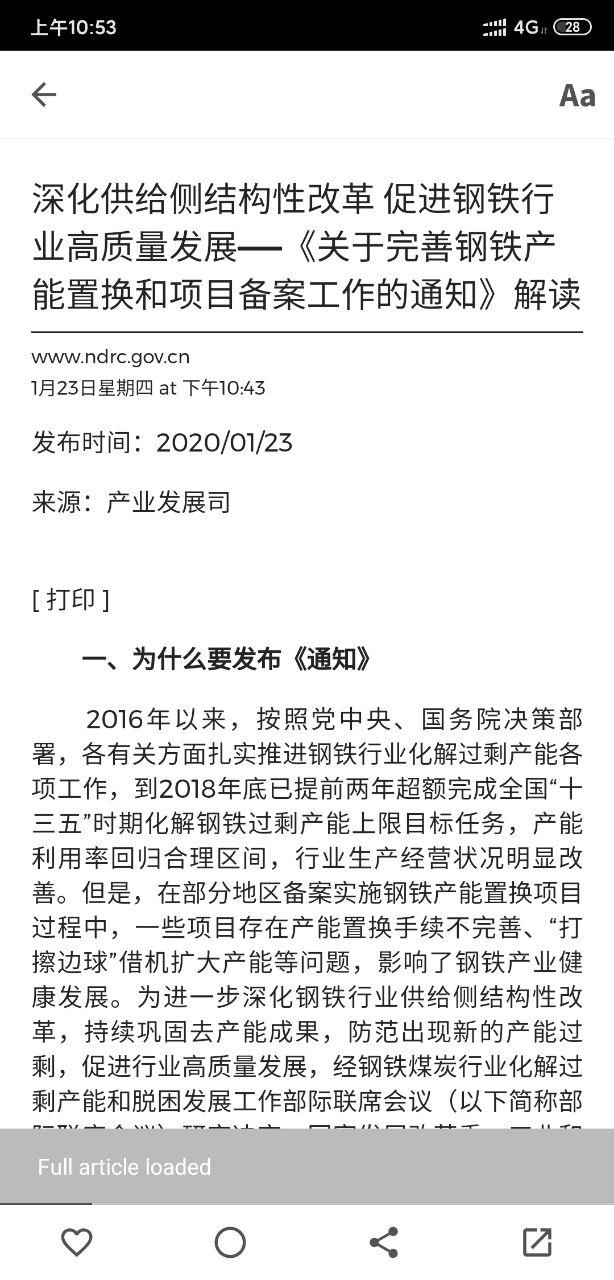 上午10:53
4G
28
Aa
深化供给侧结构性改革 促进钢铁行
业高质量发展──《关于完善钢铁产
能置换和项目备案工作的通知》解读
www.ndrc.gov.cn
1月23日星期四 at 下午10:43
发布时间：2020/01/23
来源：产业发展司
[ 打印 ]
一、为什么要发布《通知》
2016年以来，按照党中央、国务院决策部
署，各有关方面扎实推进钢铁行业化解过剩产能各
项工作，到2018年底已提前两年超额完成全国“十
三五”时期化解钢铁过剩产能上限目标任务，产能
利用率回归合理区间，行业生产经营状况明显改
善。但是，在部分地区备案实施钢铁产能置换项目
过程中，一些项目存在产能置换手续不完善、“打
擦边球”借机扩大产能等问题，影响了钢铁产业健
康发展。为进一步深化钢铁行业供给侧结构性改
革，持续巩固去产能成果，防范出现新的产能过
剩，促进行业高质量发展，经钢铁煤炭行业化解过
剩产能和脱困发展工作部际联席会议（以下简称部
Full article loaded